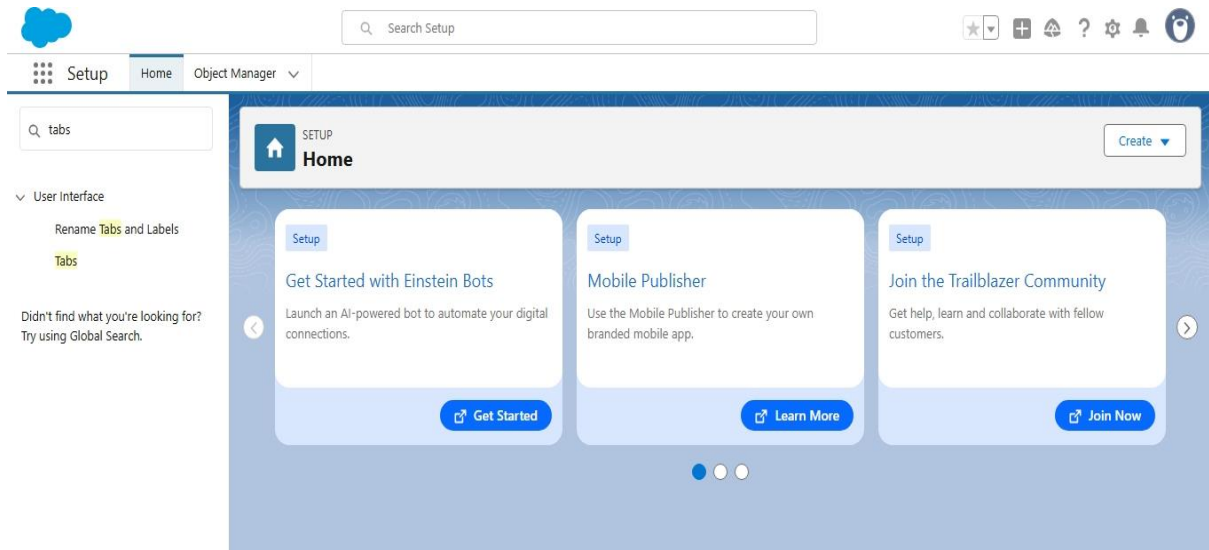 Search Setup
Setup
Home
Object Manager
tabs
User Interface
Rename Tabs and Labels
Tabs
Didn't find what you're looking for?
Try using Global Search.
SETUP
Home
Create
Setup
Get Started with Einstein Bots
Launch an AI-powered bot to automate your digital
connections.
Get Started
Setup
Mobile Publisher
Use the Mobile Publisher to create your own
branded mobile app.
Learn More
Setup
Join the Trailblazer Community
Get help, learn and collaborate with fellow
customers.
Join Now